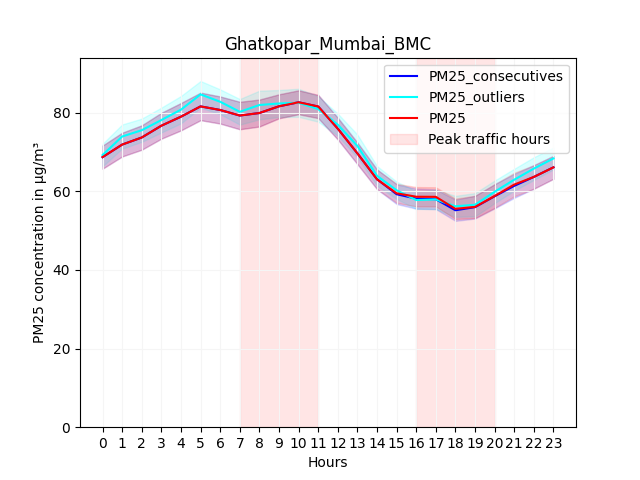 Ghatkopar_Mumbai_BMC
PM25_consecutives
PM25_outliers
PM25
Peak traffic hours
PM25 concentration in µg/m³
80
60
40
20
0
0 1 2 3 4 5 6 7 8 9 10 11 12 13 14 15 16 17 18 19 20 21 22 23
Hours